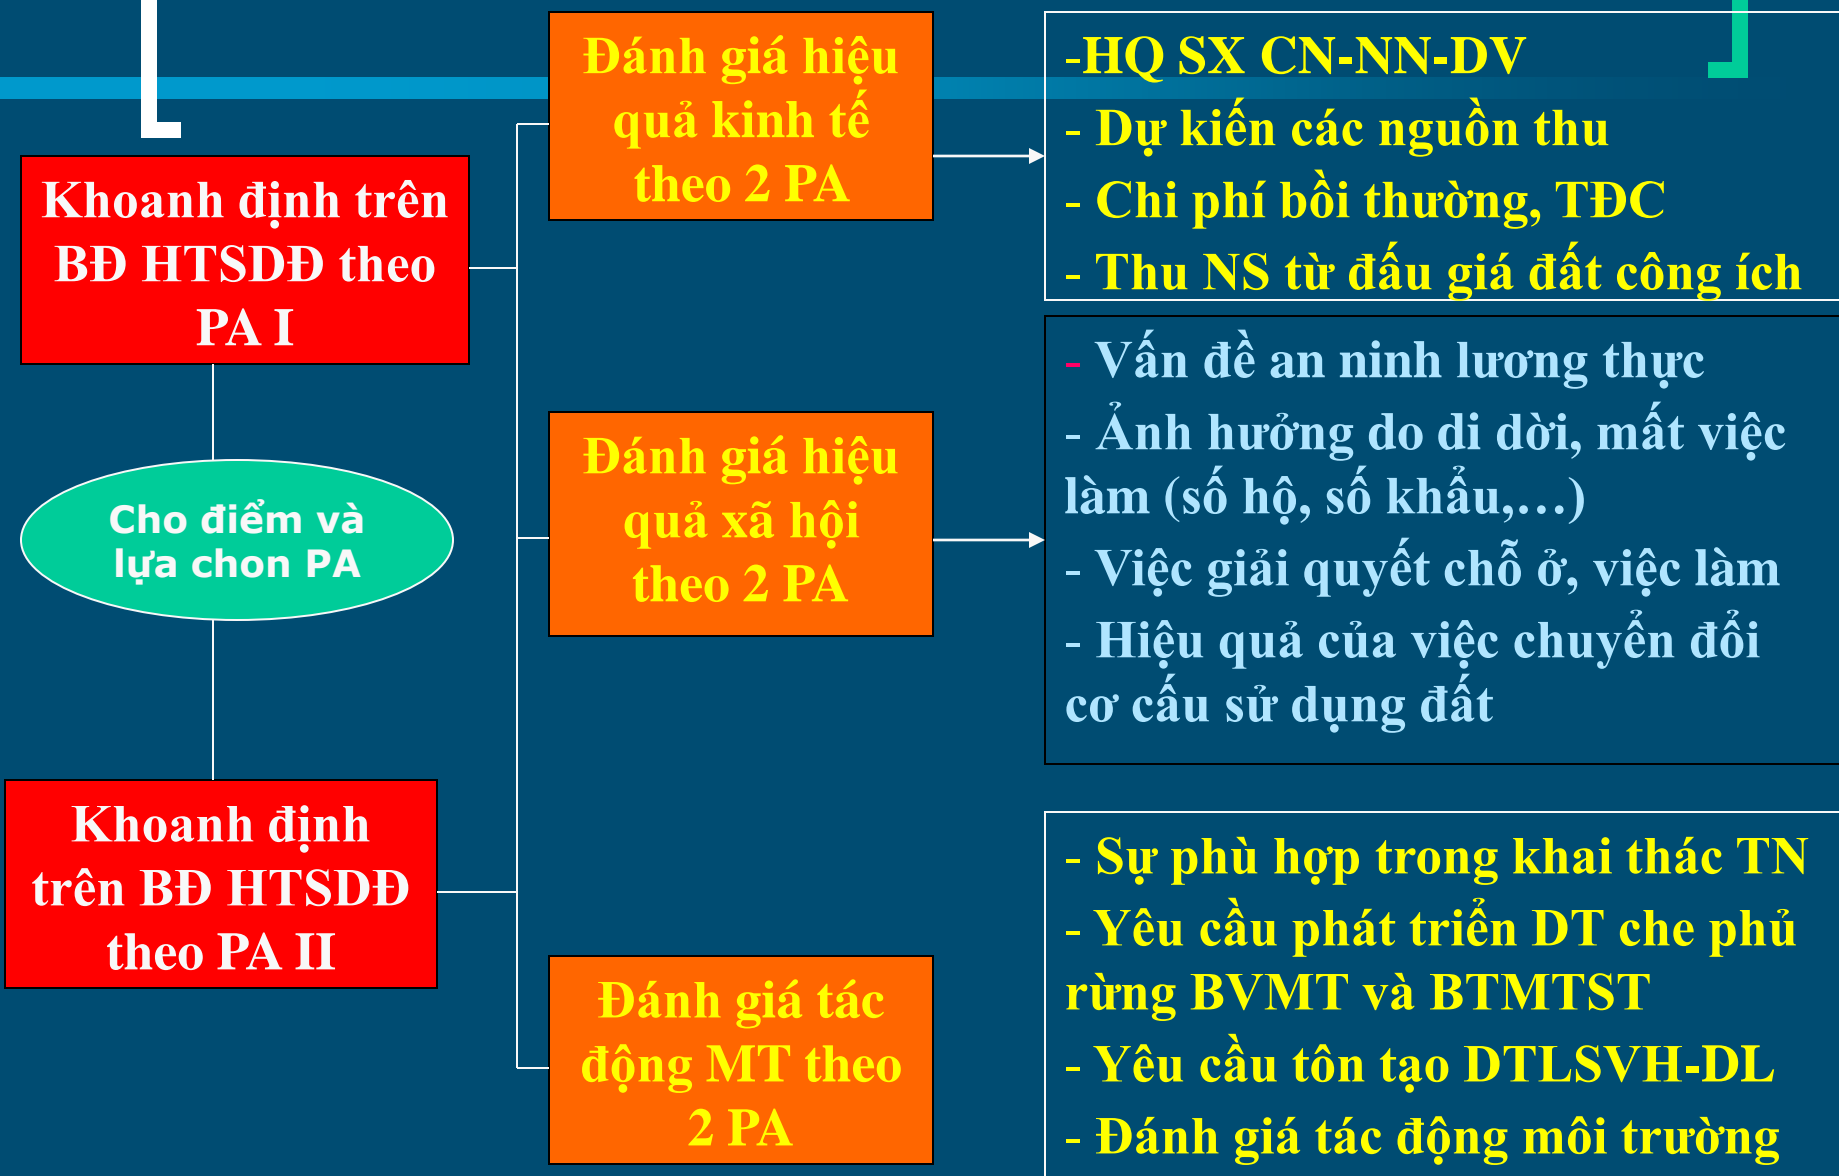 Khoanh định trên
BĐ HTSDĐ theo
PA I
Cho điểm và
lựa chon PA
Khoanh định
trên BĐ HTSDĐ
theo PA II
Đánh giá hiệu
quả kinh tế
theo 2 PA
Đánh giá hiệu
quả xã hội
theo 2 PA
Đánh giá tác
động MT theo
2 PA
-HQ SX CN-NN-DV
- Dự kiến các nguồn thu
- Chi phí bồi thường, TĐC
- Thu NS từ đấu giá đất công ích
- Vấn đề an ninh lương thực
- Ảnh hưởng do di dời, mất việc
làm (số hộ, số khẩu,…)
- Việc giải quyết chỗ ở, việc làm
- Hiệu quả của việc chuyển đổi
cơ cấu sử dụng đất
- Sự phù hợp trong khai thác TN
- Yêu cầu phát triển DT che phủ
rừng BVMT và BTMTST
- Yêu cầu tôn tạo DTLSVH-DL
- Đánh giá tác động môi trường